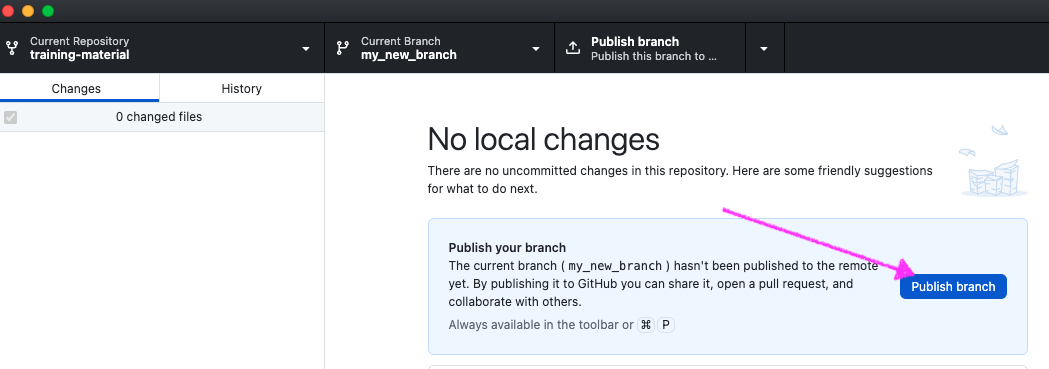 Current Repository
training-material
Current Branch
my_new_branch
Publish branch
Publish this branch to ...
Changes
History
0 changed files
No local changes
There are no uncommitted changes in this repository. Here are some friendly suggestions
for what to do next.
Publish your branch
The current branch ( my_new_branch ) hasn't been published to the remote
yet. By publishing it to GitHub you can share it, open a pull request, and
collaborate with others.
Always available in the toolbar or ⌘ P
Publish branch